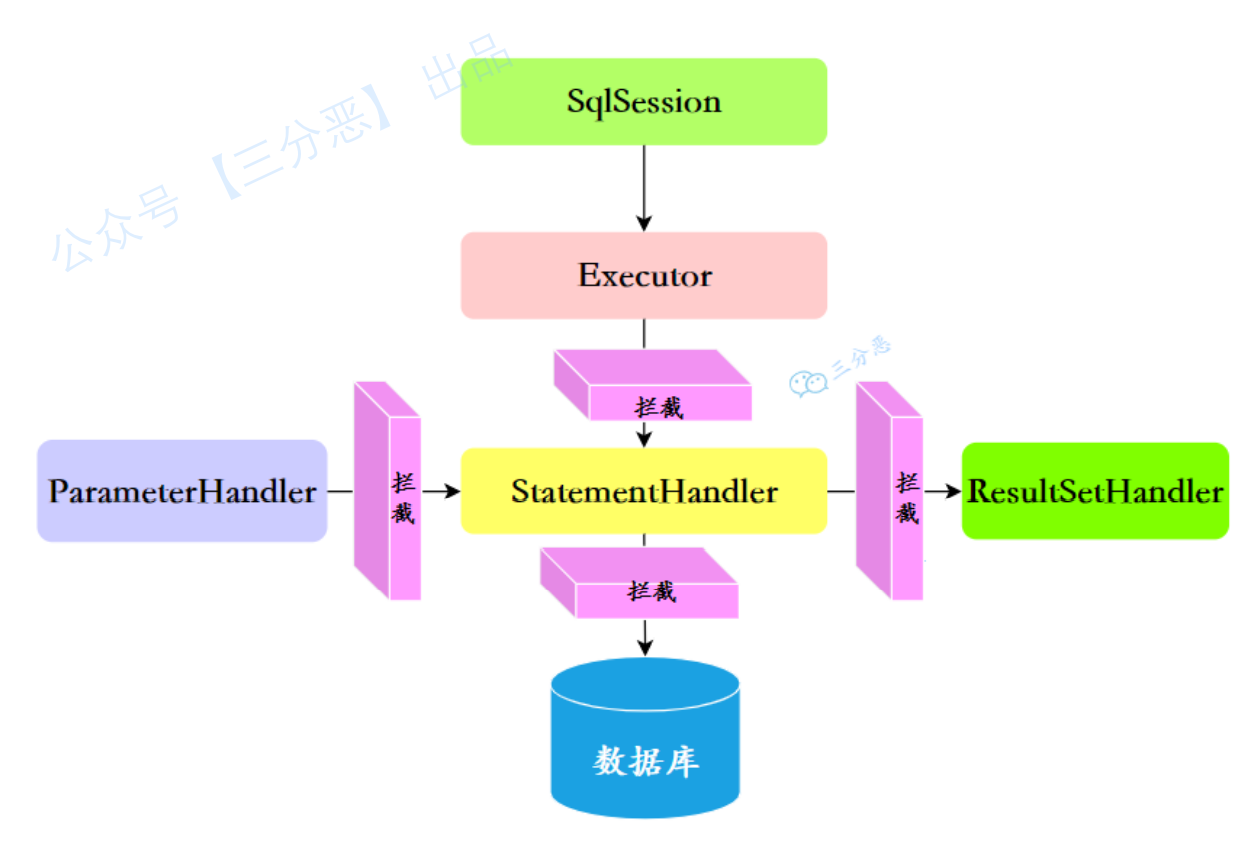 公众号【三分恶】 出品
SqlSession
Executor
三分恶
拦截
ParameterHandler
拦截
StatementHandler
拦截
ResultSetHandler
拦截
数据库